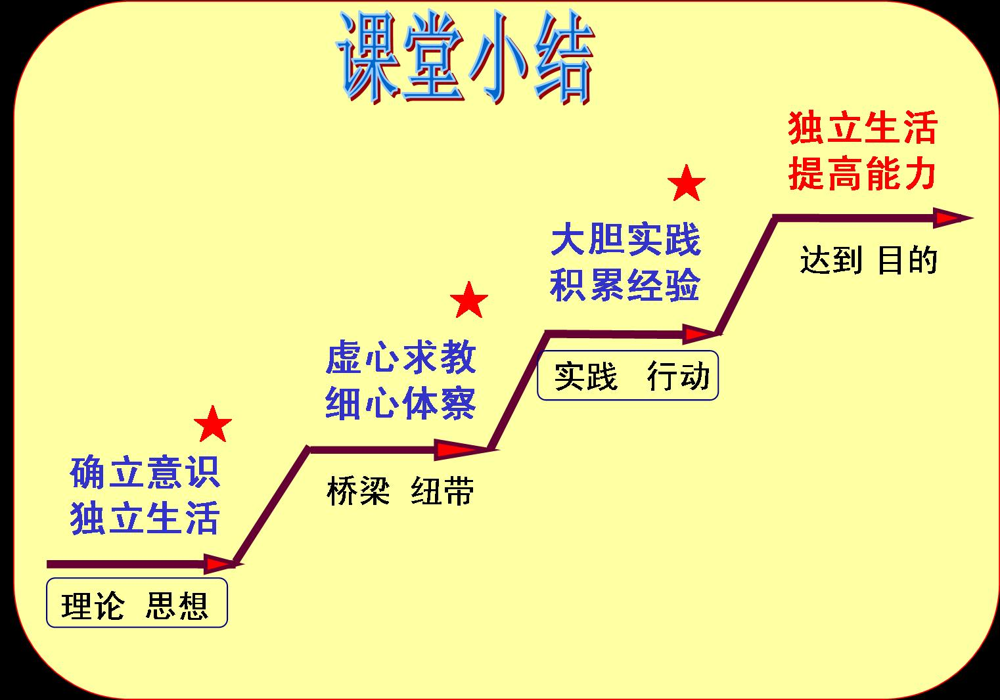 课堂小结
独立生活
提高能力
达到 目的
大胆实践
积累经验
实践 行动
虚心求教
细心体察
桥梁 纽带
确立意识
独立生活
理论 思想